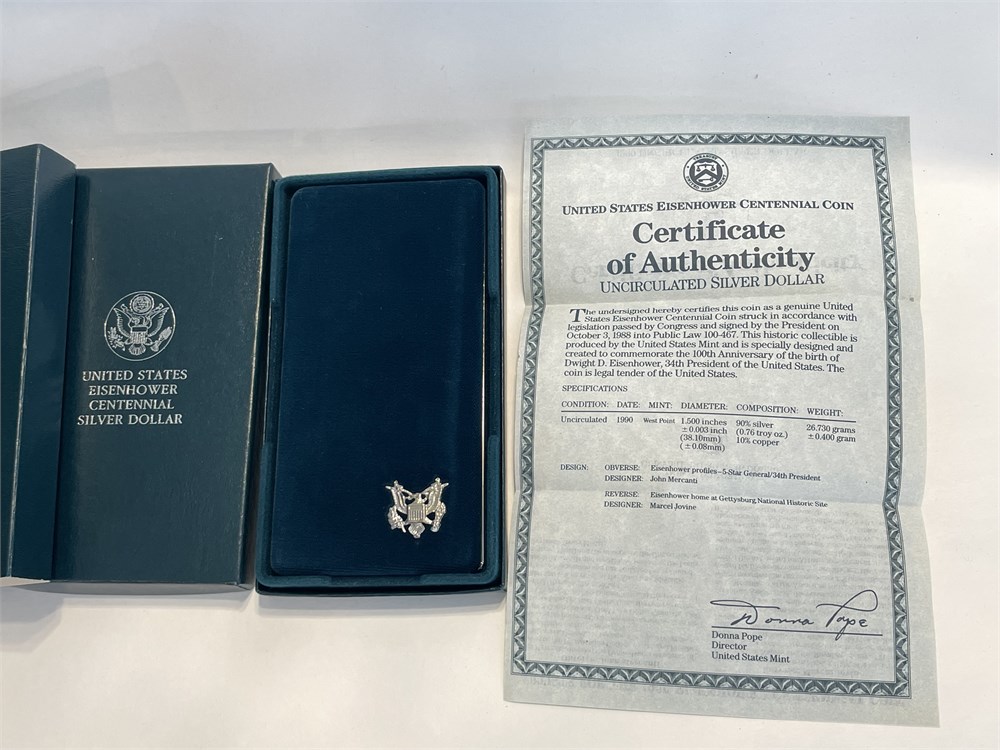 UNITED STATES
EISENHOWER
CENTENNIAL
SILVER DOLLAR
UNITED STATES EISENHOWER CENTENNIAL COIN
Certificate
of Authenticity
UNCIRCULATED SILVER DOLLAR
The undersigned hereby certifies this coin as a genuine United
States Eisenhower Centennial Coin struck in accordance with
legislation passed by Congress and signed by the President on
October 3, 1988 into Public Law 100-467. This historic collectible is
produced by the United States Mint and is specially designed and
created to commemorate the 100th Anniversary of the birth of
Dwight D. Eisenhower, 34th President of the United States. The
coin is legal tender of the United States.
SPECIFICATIONS
CONDITION: DATE: MINT: DIAMETER: COMPOSITION: WEIGHT:
Uncirculated 1990 West Point 1.500 inches 90% silver 26.730 grams
± 0.003 inch (0.76 troy oz.) ± 0.400 gram
(38.10mm) 10% copper
(± 0.08mm)
DESIGN: OBVERSE: Eisenhower profiles–5-Star General/34th President
DESIGNER: John Mercanti
REVERSE: Eisenhower home at Gettysburg National Historic Site
DESIGNER: Marcel Jovine
Donna Pope
Donna Pope
Director
United States Mint